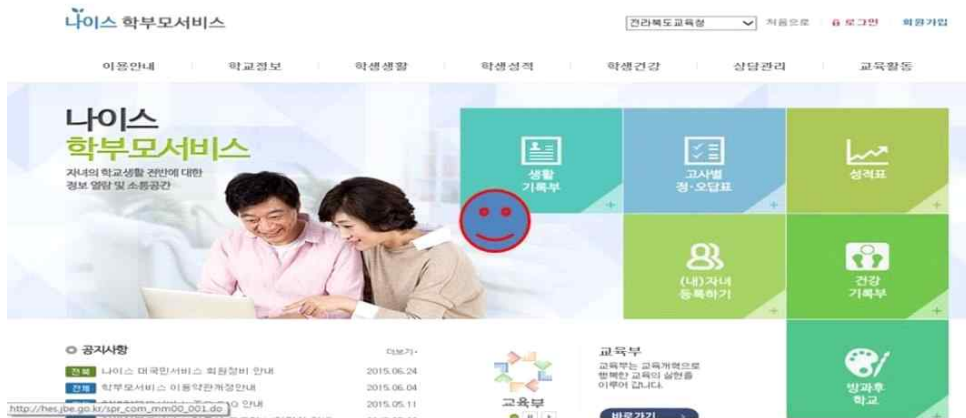 나이스 학부모서비스
전라북도교육청
처음으로
로그인
회원가입
이용안내
학교정보
학생생활
학생성적
학생건강
상담관리
교육활동
나이스
학부모서비스
자녀의 학교생활 전반에 대한
정보 열람 및 소통공간
생활
기록부
고사별
정·오답표
성적표
(내)자녀
등록하기
건강
기록부
방과후
학교
공지사항
더보기+
전북 나이스 대국민서비스 회원정비 안내 2015.06.24
전체 학부모서비스 이용약관개정안내 2015.06.04
안내 2015.05.11
교육부
교육부
교육부는 교육개혁으로
행복한 교육의 실현을
이루어 갑니다.
바로가기
http://hes.jbe.go.kr/spr_com_mm00_001.do